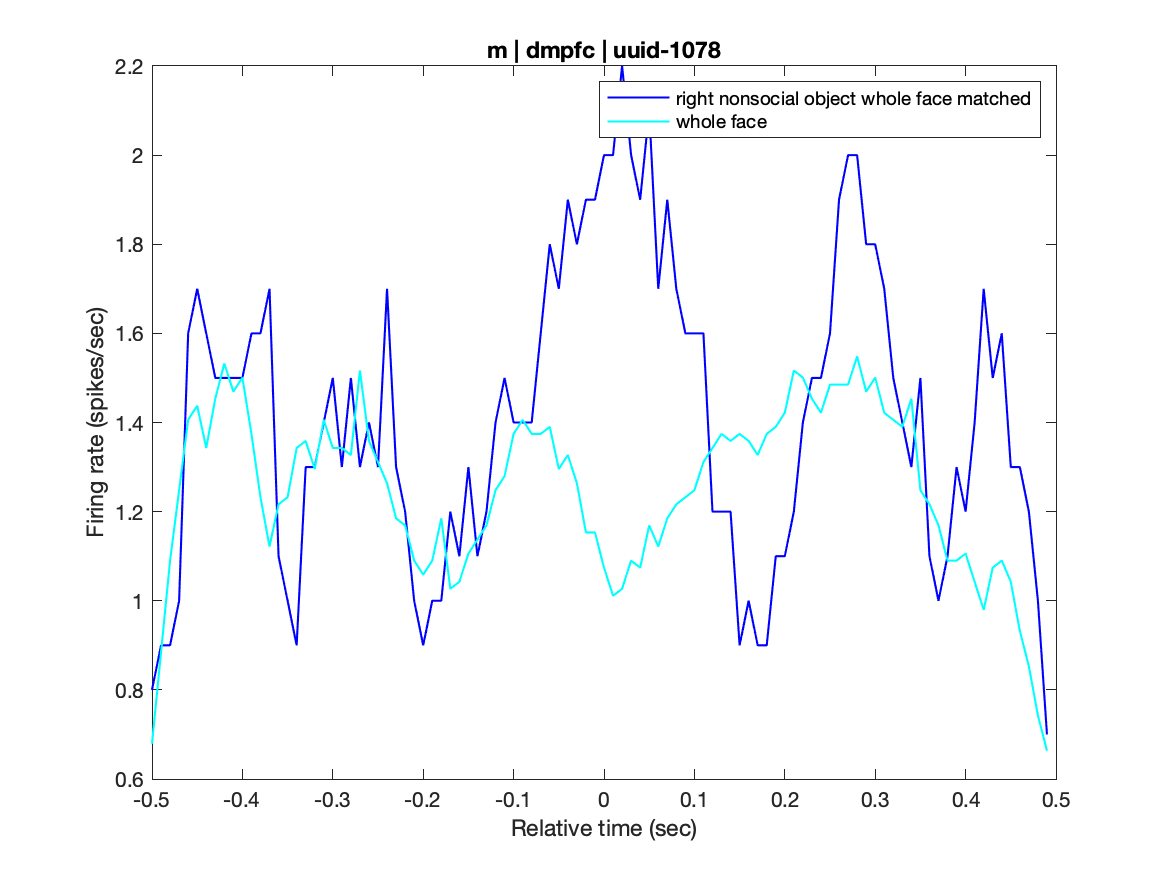 m | dmpfc | uuid-1078
right nonsocial object whole face matched
whole face
Firing rate (spikes/sec)
2.2
2
1.8
1.6
1.4
1.2
1
0.8
0.6
-0.5 -0.4 -0.3 -0.2 -0.1 0 0.1 0.2 0.3 0.4 0.5
Relative time (sec)